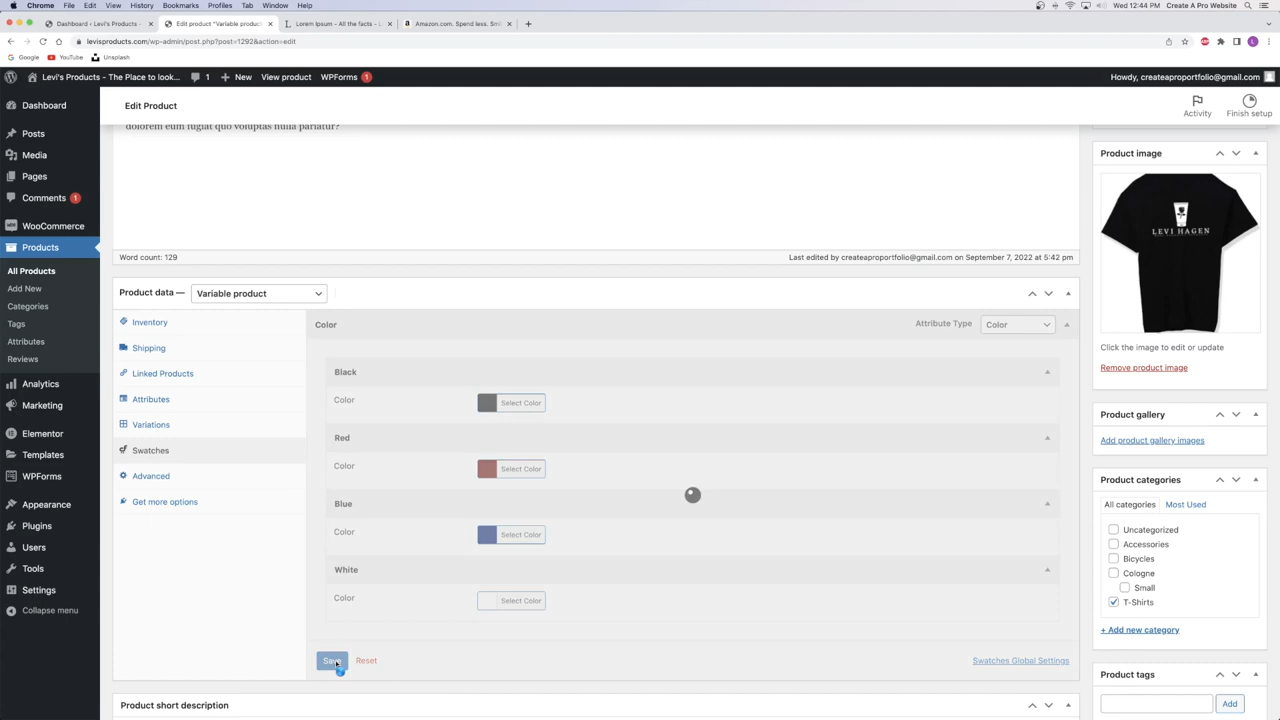 Chrome File Edit View History Bookmarks Profiles Tab Window Help
Wed 12:44 PM Create A Pro Website
Dashboard ‹ Levi's Products -
Edit product "Variable product"
Lorem Ipsum - All the facts - L
Amazon.com. Spend less. Smil
levisproducts.com/wp-admin/post.php?post=1292&action=edit
Google YouTube Unsplash
Levi's Products - The Place to look... 1 New View product WPForms 1
Howdy, createaproportfolio@gmail.com
Edit Product
Activity
Finish setup
Dashboard
Posts
Media
Pages
Comments 1
WooCommerce
Products
All Products
Add New
Categories
Tags
Attributes
Reviews
Analytics
Marketing
Elementor
Templates
WPForms
Appearance
Plugins
Users
Tools
Settings
Collapse menu
dolorem eum fugiat quo voluptas nulla pariatur?
Word count: 129
Last edited by createaproportfolio@gmail.com on September 7, 2022 at 5:42 pm
Product data — Variable product
Inventory
Shipping
Linked Products
Attributes
Variations
Swatches
Advanced
Get more options
Color
Attribute Type Color
Black
Color Select Color
Red
Color Select Color
Blue
Color Select Color
White
Color Select Color
Save Reset
Swatches Global Settings
Product short description
Product image
LEVI HAGEN
Click the image to edit or update
Remove product image
Product gallery
Add product gallery images
Product categories
All categories Most Used
Uncategorized
Accessories
Bicycles
Cologne
Small
T-Shirts
+ Add new category
Product tags
Add